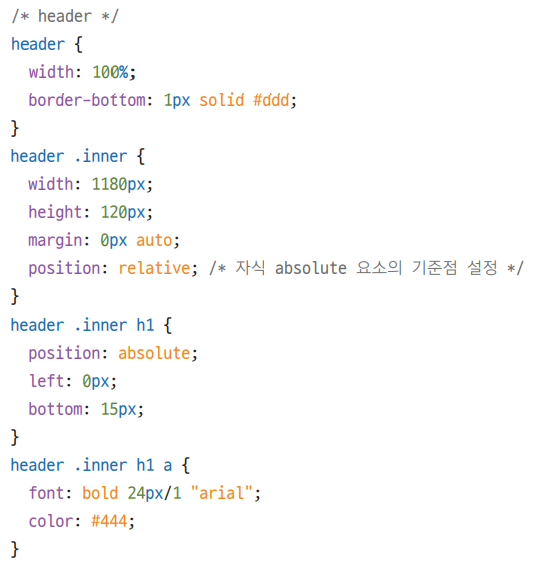 /* header */
header {
  width: 100%;
  border-bottom: 1px solid #ddd;
}
header .inner {
  width: 1180px;
  height: 120px;
  margin: 0px auto;
  position: relative; /* 자식 absolute 요소의 기준점 설정 */
}
header .inner h1 {
  position: absolute;
  left: 0px;
  bottom: 15px;
}
header .inner h1 a {
  font: bold 24px/1 "arial";
  color: #444;
}